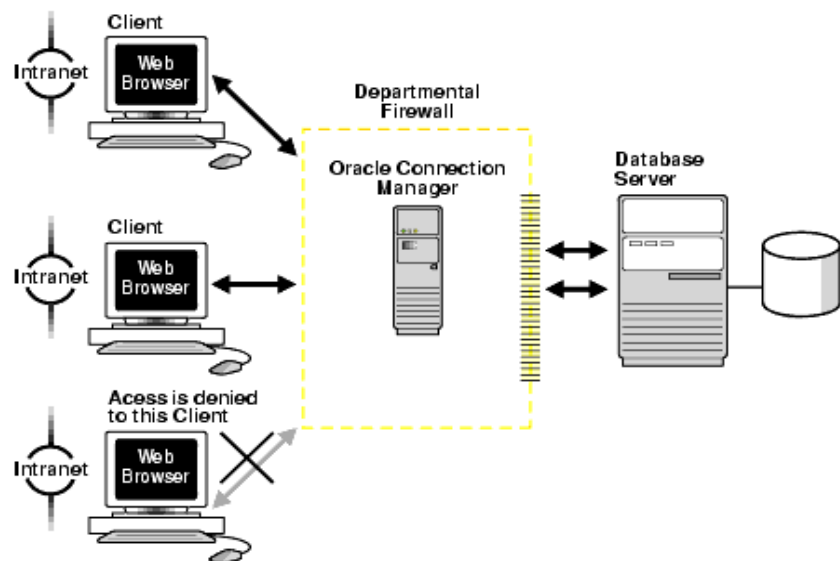 Client
Intranet
Web
Browser
Departmental
Firewall
Oracle Connection
Manager
Database
Server
Client
Intranet
Web
Browser
Acess is denied
to this Client
Intranet
Web
Browser